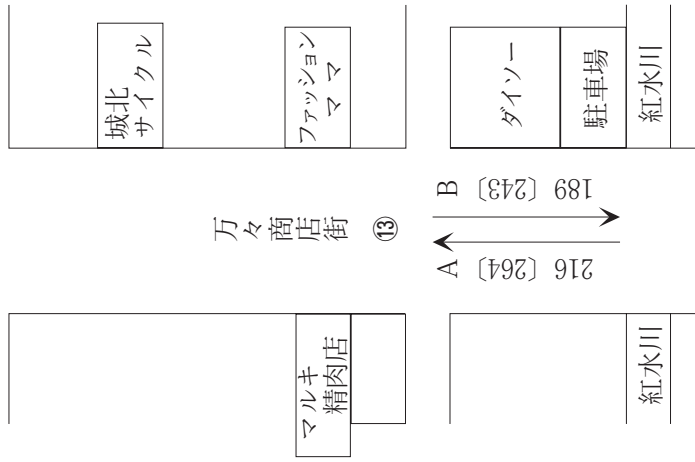 城北
サイクル
ファッション
ママ
ダイソー
駐車場
紅水川
万々商店街 ⑬
B 〔243〕 189
A 〔264〕 216
マルキ
精肉店
紅水川